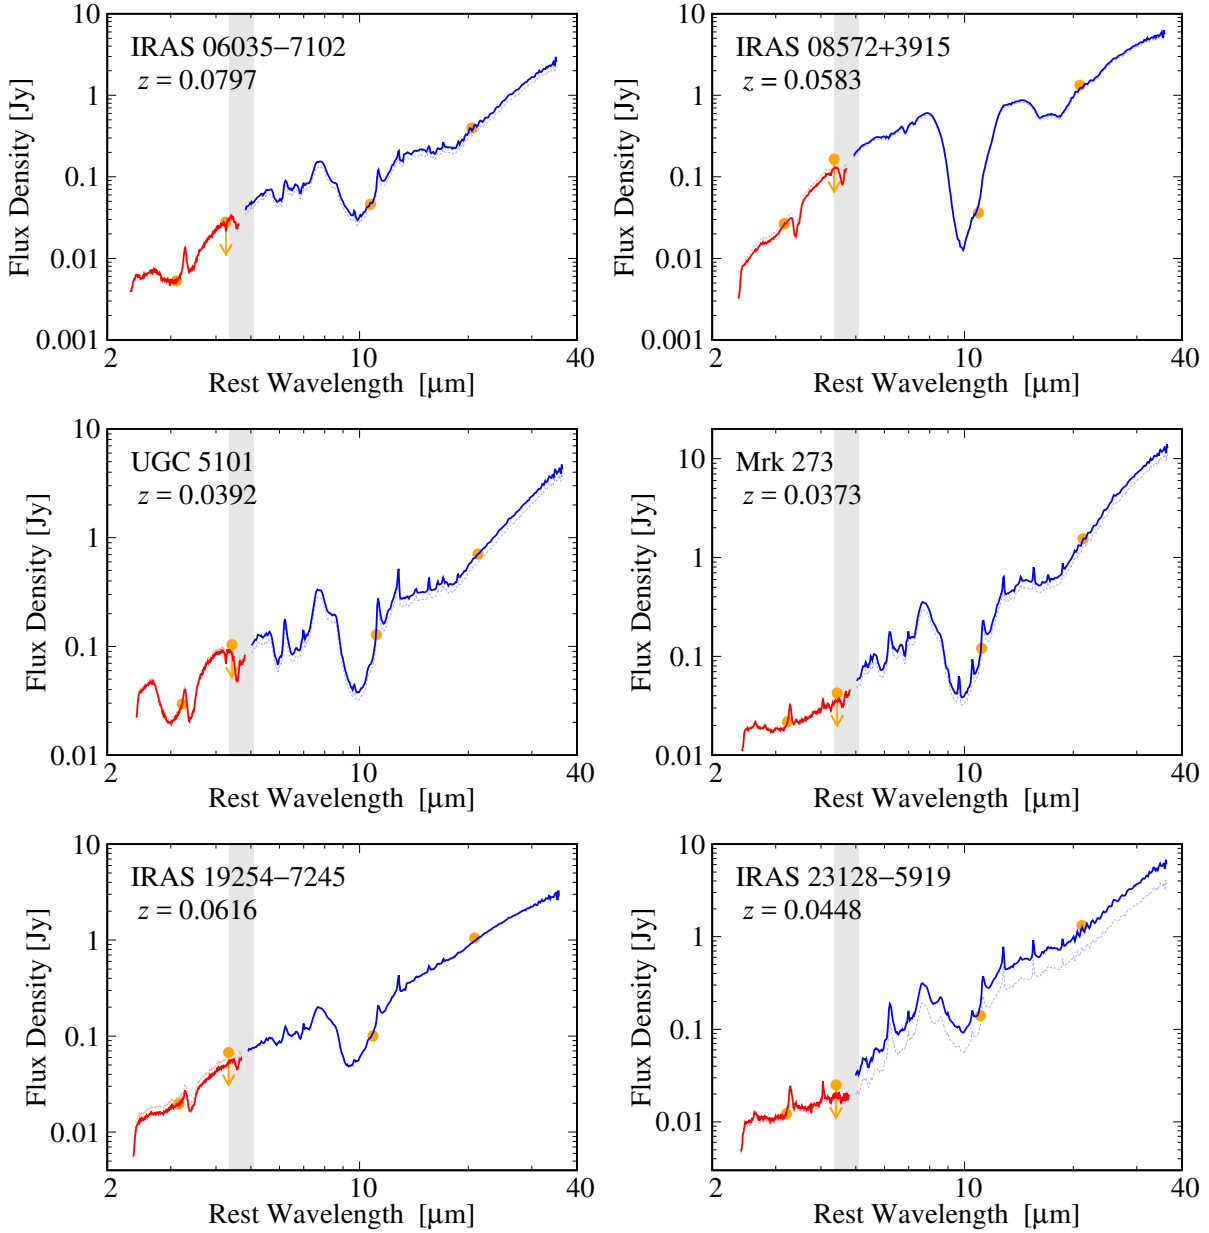 IRAS 06035−7102
z = 0.0797
Flux Density [Jy]
10
1
0.1
0.01
0.001
2
10
40
Rest Wavelength [μm]
IRAS 08572+3915
z = 0.0583
Flux Density [Jy]
10
1
0.1
0.01
0.001
2
10
40
Rest Wavelength [μm]
UGC 5101
z = 0.0392
Flux Density [Jy]
10
1
0.1
0.01
2
10
40
Rest Wavelength [μm]
Mrk 273
z = 0.0373
Flux Density [Jy]
10
1
0.1
0.01
2
10
40
Rest Wavelength [μm]
IRAS 19254−7245
z = 0.0616
Flux Density [Jy]
10
1
0.1
0.01
2
10
40
Rest Wavelength [μm]
IRAS 23128−5919
z = 0.0448
Flux Density [Jy]
10
1
0.1
0.01
2
10
40
Rest Wavelength [μm]